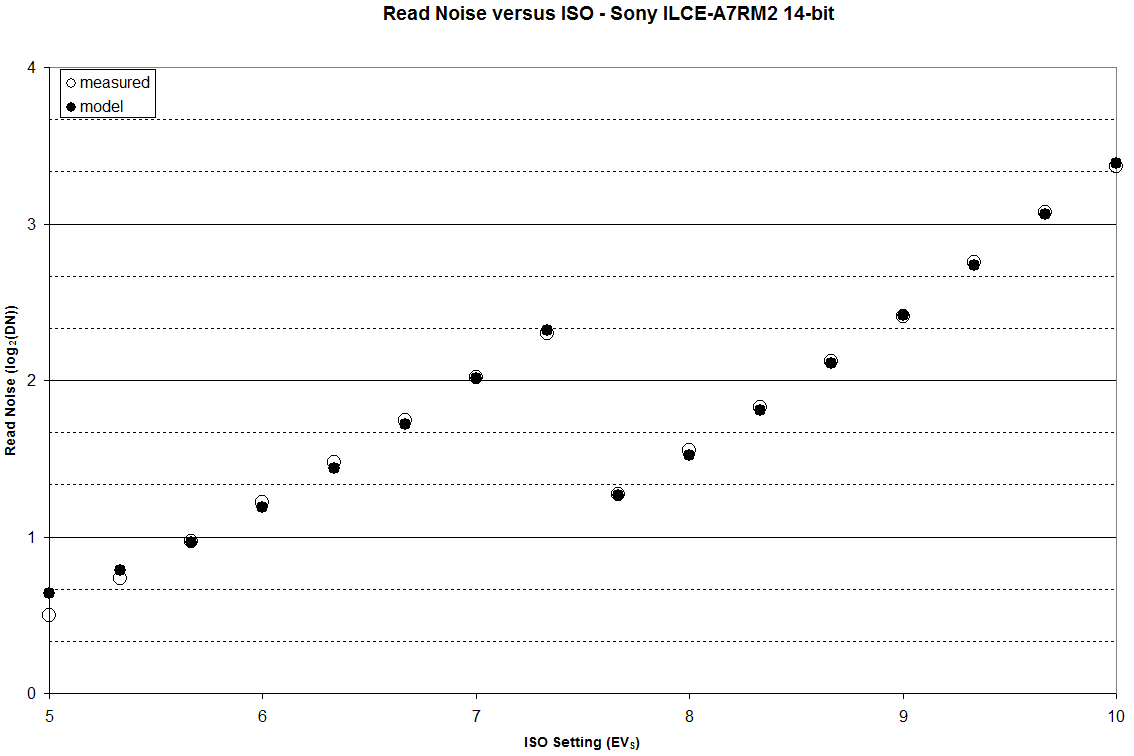 Read Noise versus ISO - Sony ILCE-A7RM2 14-bit
4
measured
model
3
2
1
0
Read Noise (log₂(DN))
5 6 7 8 9 10
ISO Setting (EVₛ)